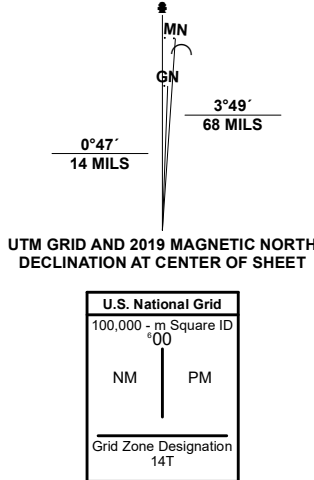 MN
GN
3°49´
68 MILS
0°47´
14 MILS
UTM GRID AND 2019 MAGNETIC NORTH
DECLINATION AT CENTER OF SHEET
U.S. National Grid
100,000 - m Square ID
⁶00
NM PM
Grid Zone Designation
14T